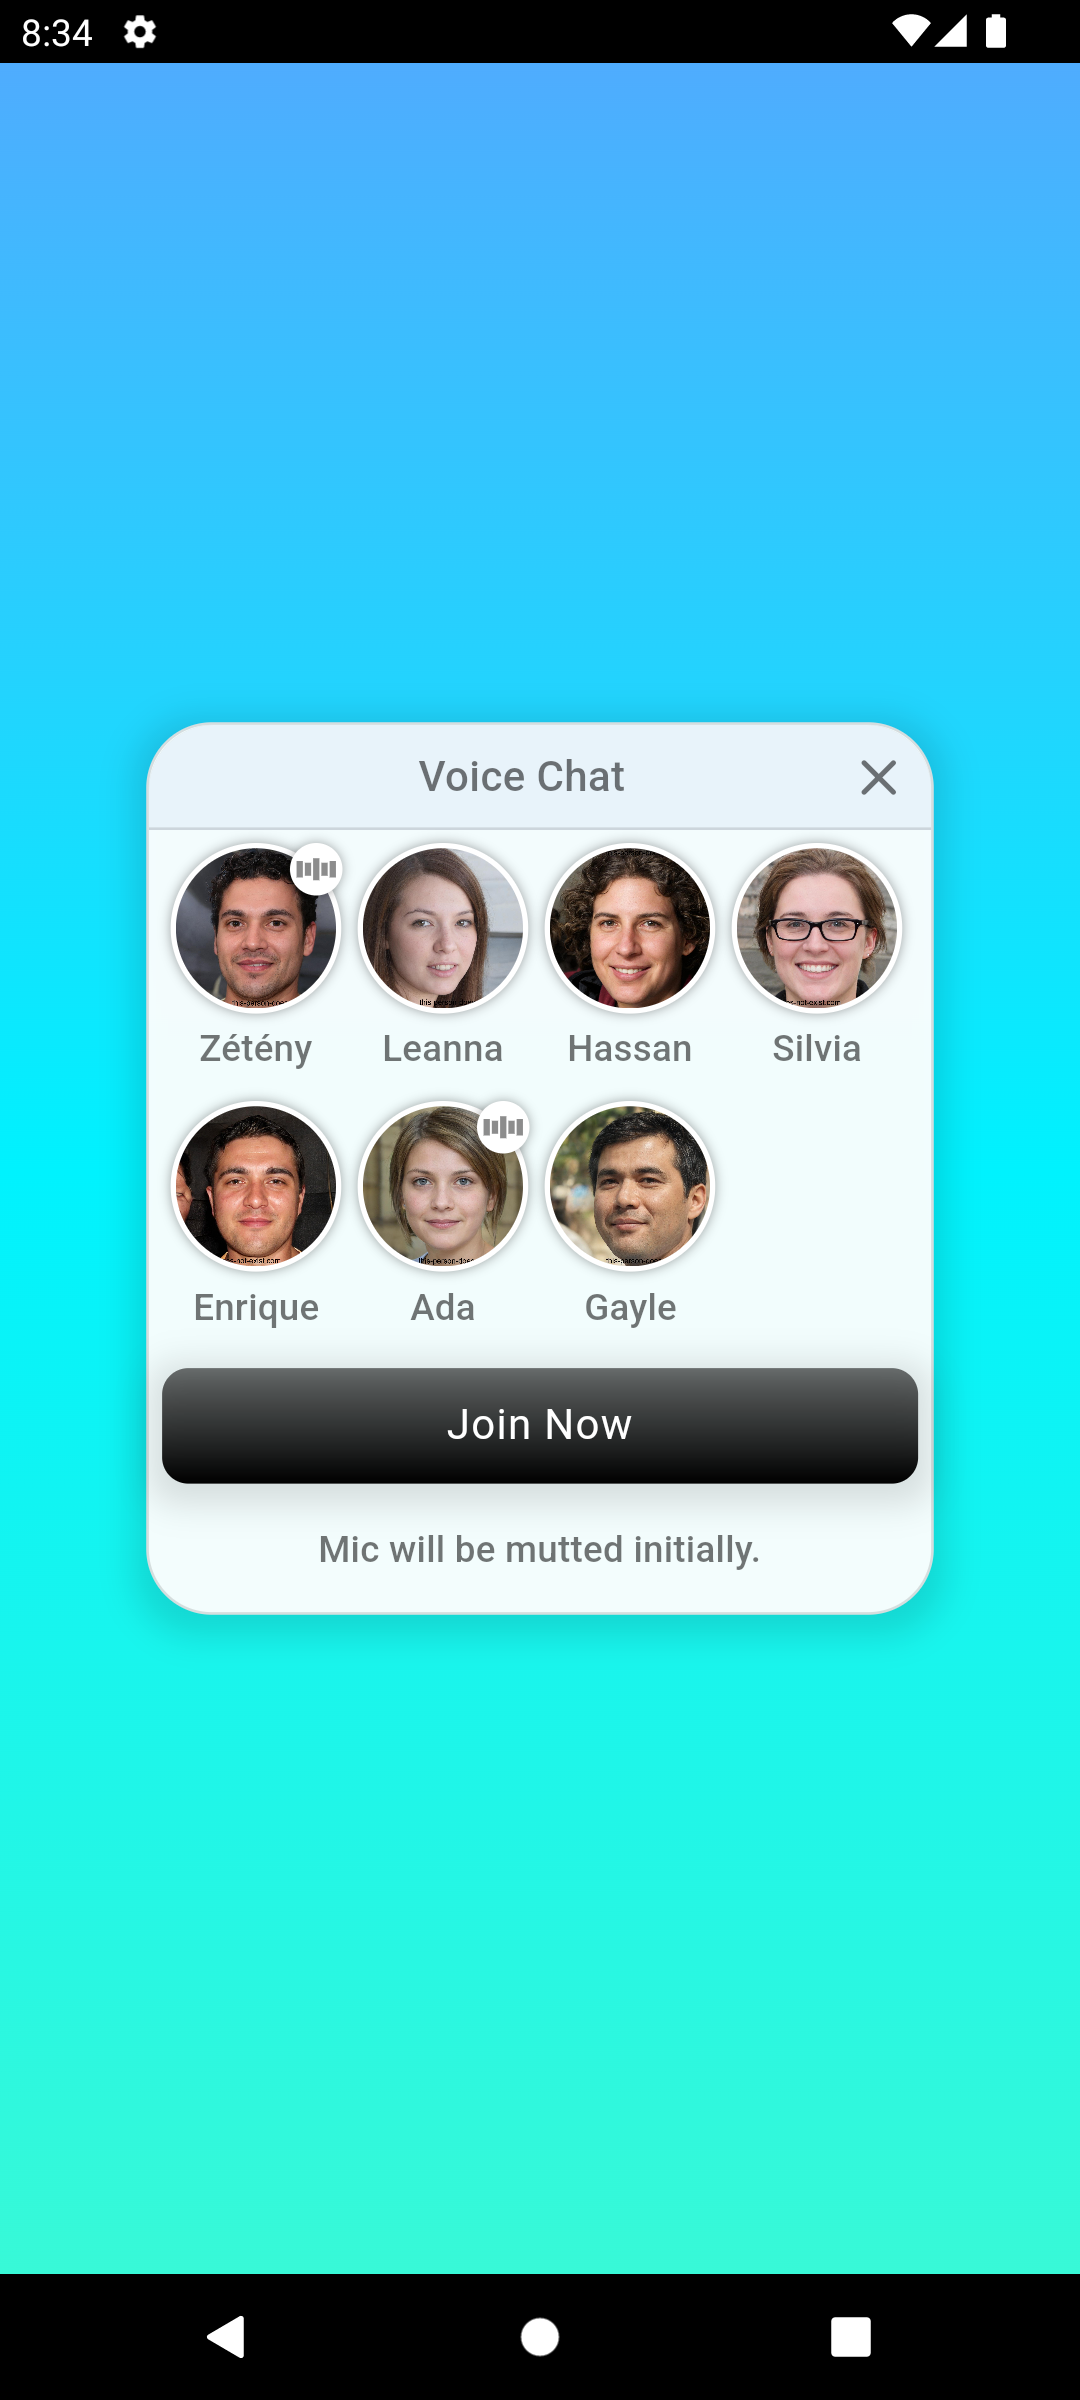 8:34
Voice Chat
Zétény Leanna Hassan Silvia
Enrique Ada Gayle
Join Now
Mic will be mutted initially.